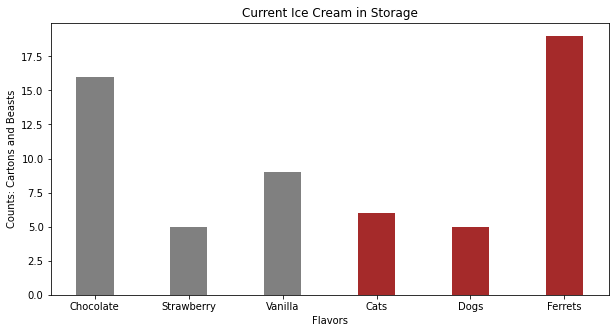 Current Ice Cream in Storage
Counts: Cartons and Beasts
17.5
15.0
12.5
10.0
7.5
5.0
2.5
0.0
Chocolate Strawberry Vanilla Cats Dogs Ferrets
Flavors